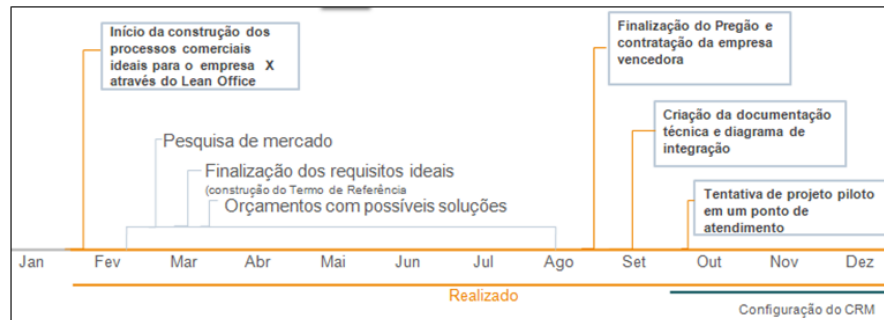 Início da construção dos
processos comerciais
ideais para o empresa X
através do Lean Office
Finalização do Pregão e
contratação da empresa
vencedora
Criação da documentação
técnica e diagrama de
integração
Pesquisa de mercado
Finalização dos requisitos ideais
(construção do Termo de Referência
Orçamentos com possíveis soluções
Tentativa de projeto piloto
em um ponto de
atendimento
Jan Fev Mar Abr Mai Jun Jul Ago Set Out Nov Dez
Realizado
Configuração do CRM